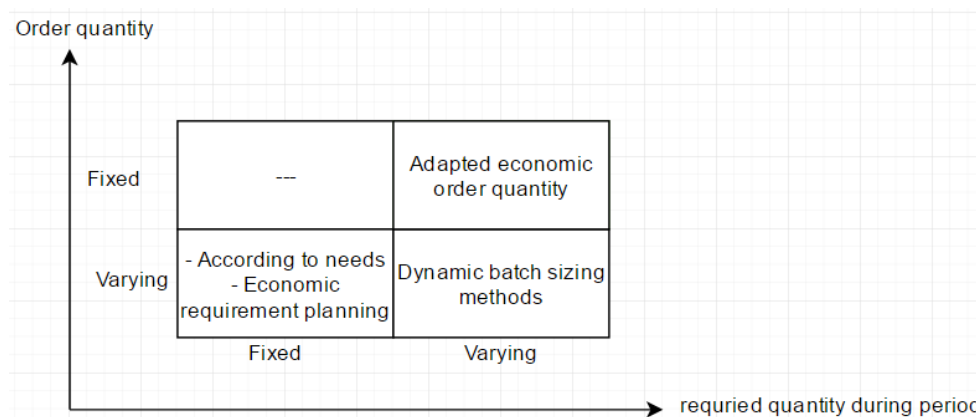 Order quantity
Fixed
---
Adapted economic
order quantity
Varying
- According to needs
- Economic
requirement planning
Dynamic batch sizing
methods
Fixed
Varying
requried quantity during period